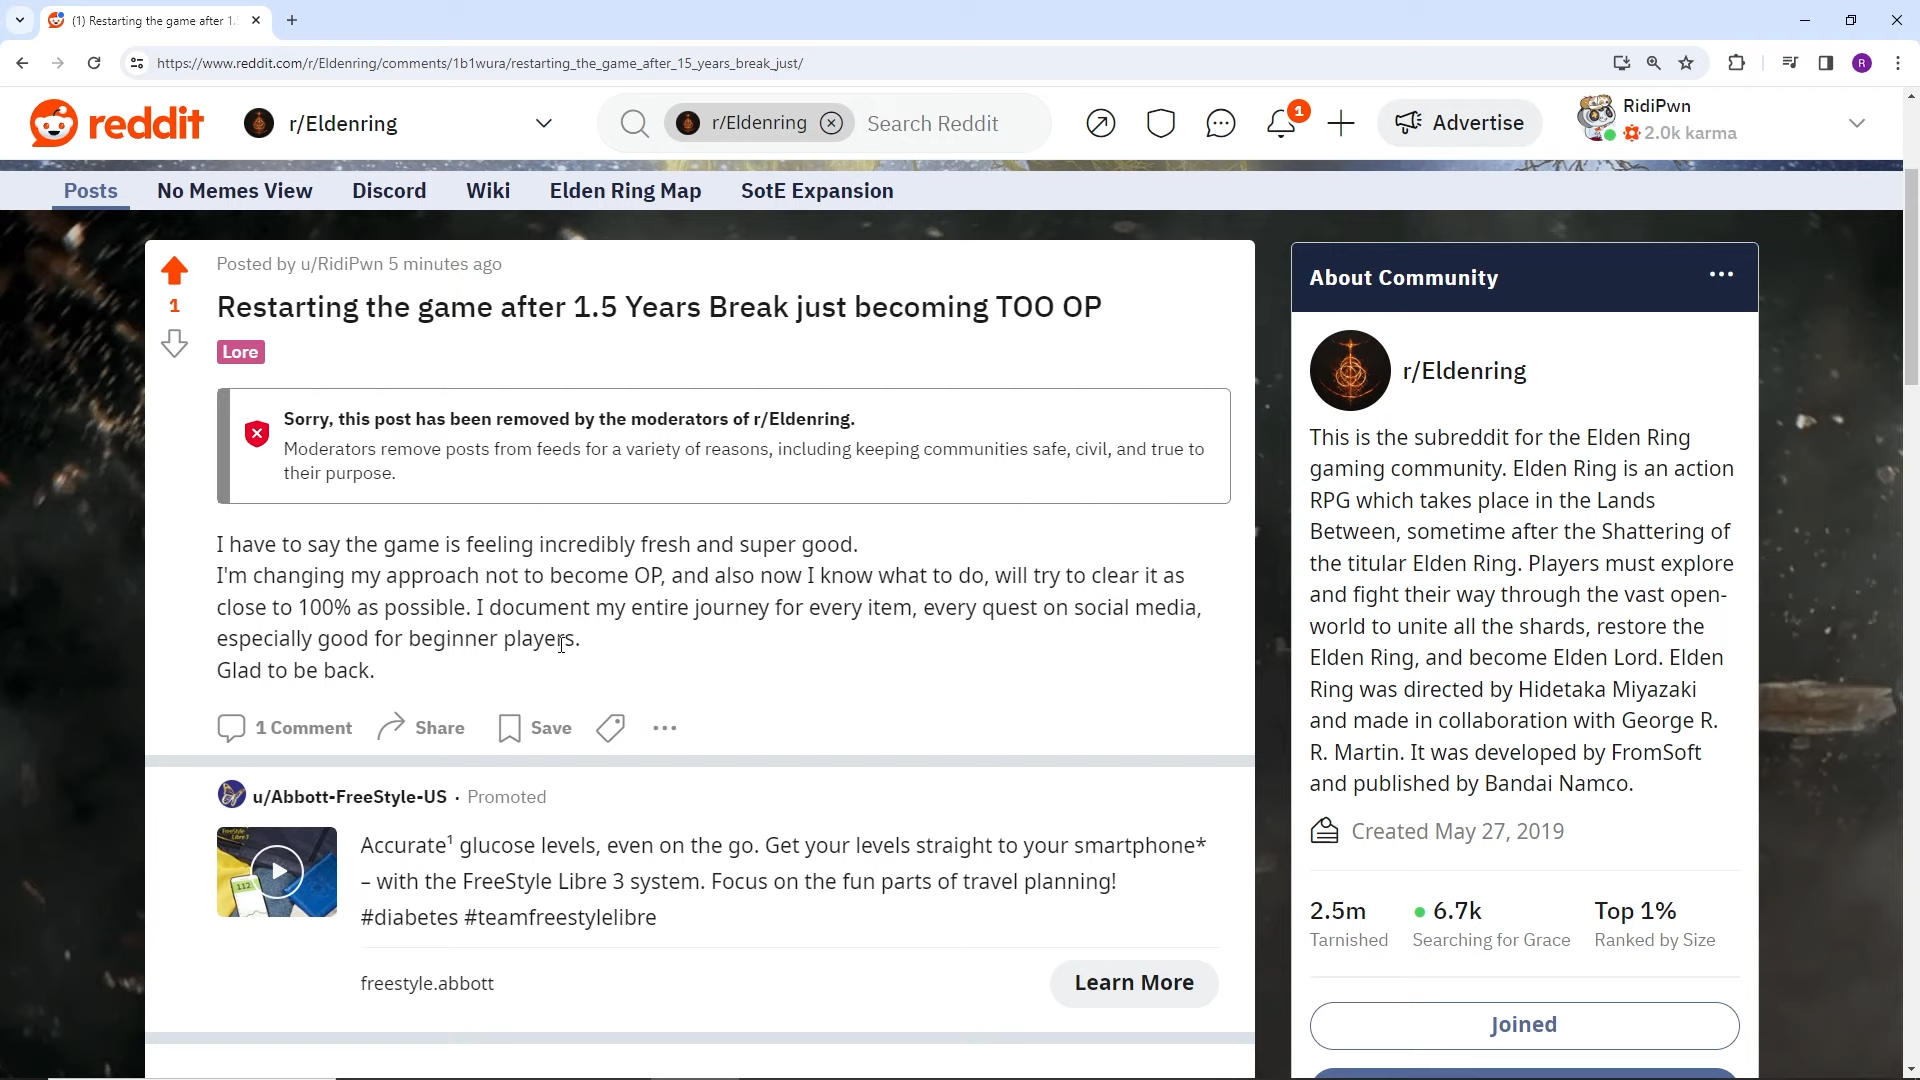 (1) Restarting the game after 1.
https://www.reddit.com/r/Eldenring/comments/1b1wura/restarting_the_game_after_15_years_break_just/
R
reddit
r/Eldenring
r/Eldenring
Search Reddit
1
Advertise
RidiPwn
2.0k karma
Posts
No Memes View
Discord
Wiki
Elden Ring Map
SotE Expansion
1
Posted by u/RidiPwn 5 minutes ago
Restarting the game after 1.5 Years Break just becoming TOO OP
Lore
Sorry, this post has been removed by the moderators of r/Eldenring.
Moderators remove posts from feeds for a variety of reasons, including keeping communities safe, civil, and true to
their purpose.
I have to say the game is feeling incredibly fresh and super good.
I'm changing my approach not to become OP, and also now I know what to do, will try to clear it as
close to 100% as possible. I document my entire journey for every item, every quest on social media,
especially good for beginner players.
Glad to be back.
1 Comment
Share
Save
u/Abbott-FreeStyle-US · Promoted
FreeStyle
Libre 3
112
Accurate¹ glucose levels, even on the go. Get your levels straight to your smartphone*
– with the FreeStyle Libre 3 system. Focus on the fun parts of travel planning!
#diabetes #teamfreestylelibre
freestyle.abbott
Learn More
About Community
r/Eldenring
This is the subreddit for the Elden Ring
gaming community. Elden Ring is an action
RPG which takes place in the Lands
Between, sometime after the Shattering of
the titular Elden Ring. Players must explore
and fight their way through the vast open-
world to unite all the shards, restore the
Elden Ring, and become Elden Lord. Elden
Ring was directed by Hidetaka Miyazaki
and made in collaboration with George R.
R. Martin. It was developed by FromSoft
and published by Bandai Namco.
Created May 27, 2019
2.5m
Tarnished
6.7k
Searching for Grace
Top 1%
Ranked by Size
Joined